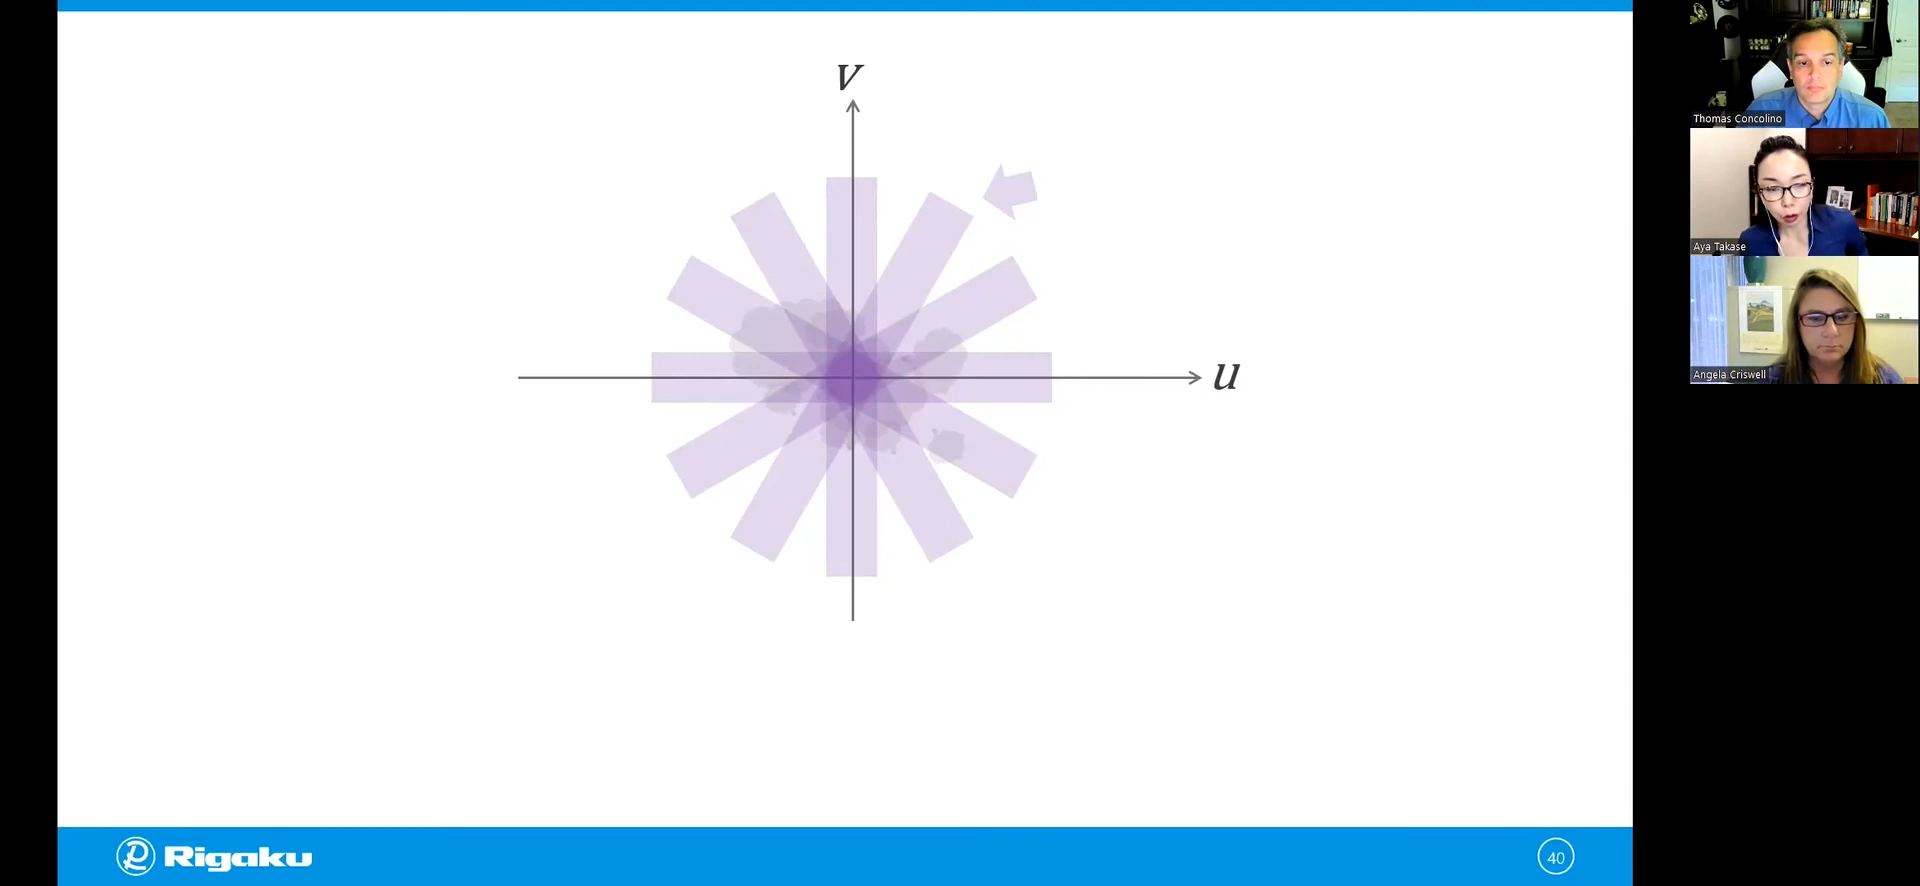 v
u
Rigaku
40
Thomas Concolino
Aya Takase
Angela Criswell